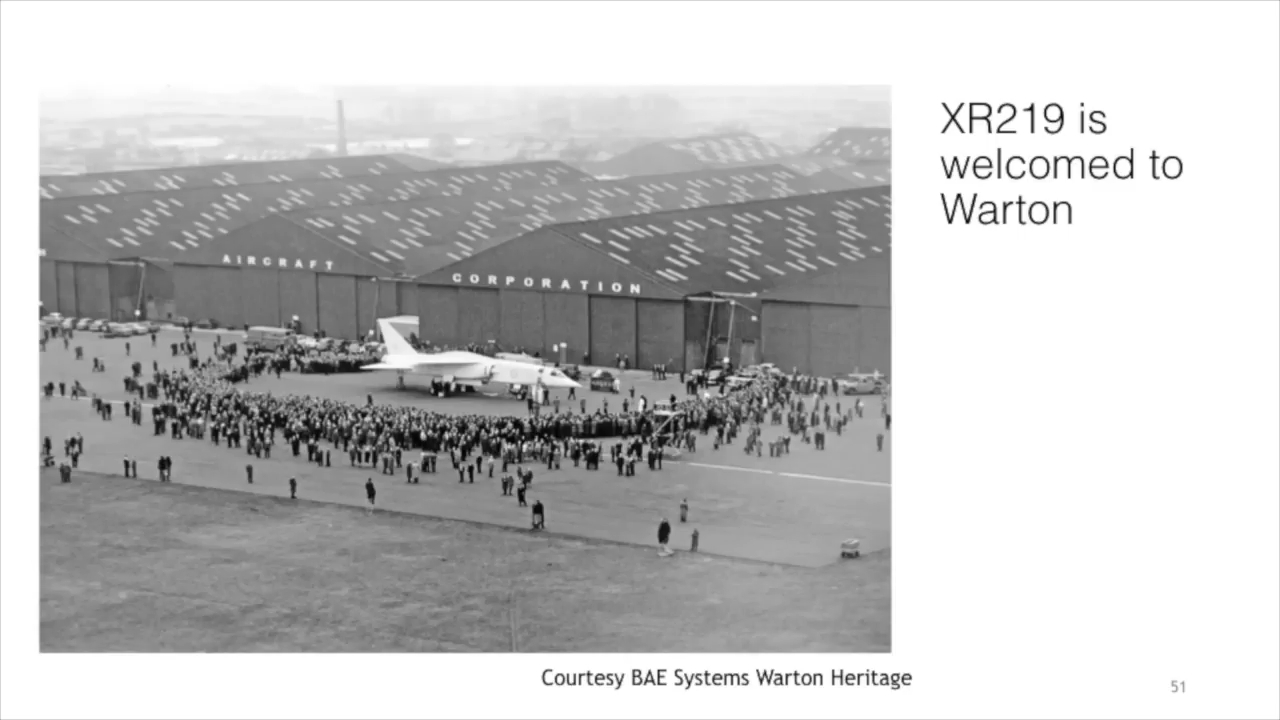 XR219 is
welcomed to
Warton
AIRCRAFT
CORPORATION
Courtesy BAE Systems Warton Heritage
51